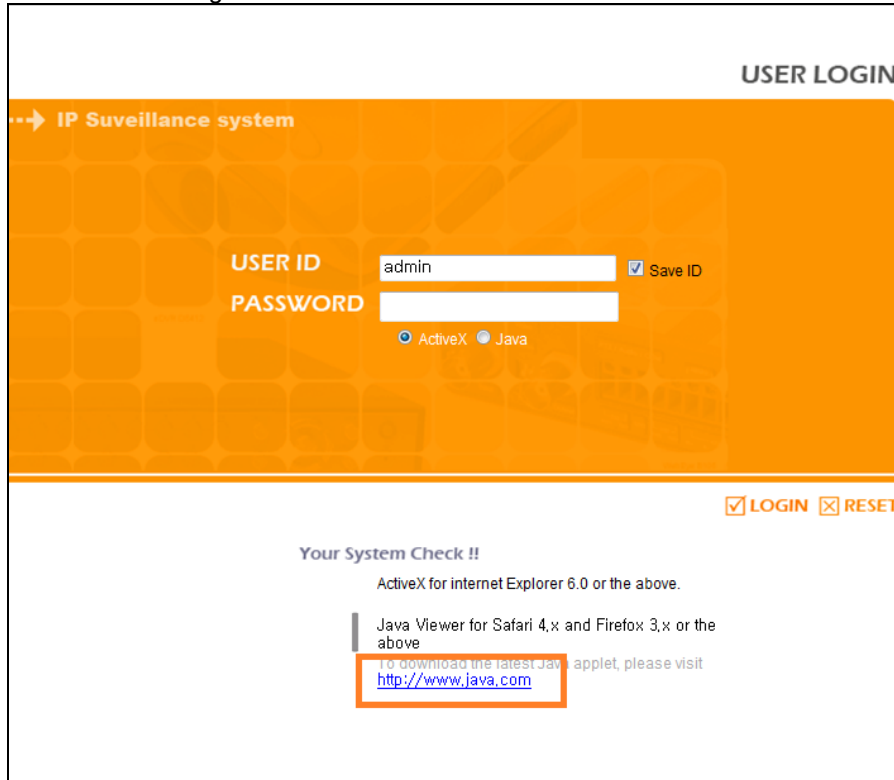 USER LOGIN
IP Suveillance system
USER ID admin Save ID
PASSWORD
ActiveX Java
LOGIN RESET
Your System Check !!
ActiveX for internet Explorer 6.0 or the above.
Java Viewer for Safari 4,x and Firefox 3,x or the
above
To download the latest Java applet, please visit
http://www,java,com